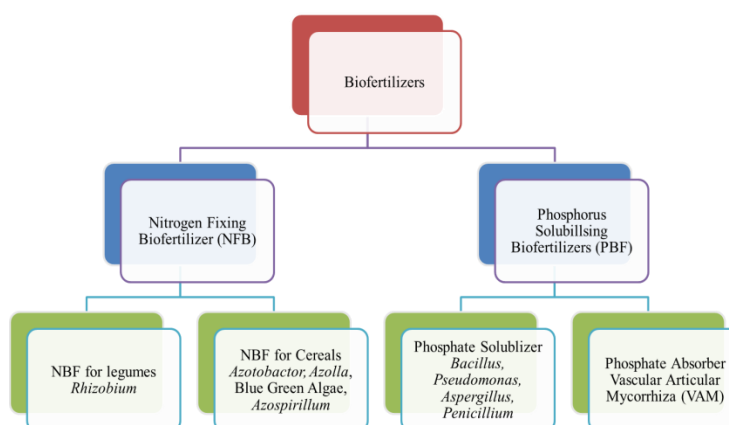 Biofertilizers
Nitrogen Fixing
Biofertilizer (NFB)
Phosphorus
Solubillsing
Biofertilizers (PBF)
NBF for legumes
Rhizobium
NBF for Cereals
Azotobactor, Azolla,
Blue Green Algae,
Azospirillum
Phosphate Solublizer
Bacillus,
Pseudomonas,
Aspergillus,
Penicillium
Phosphate Absorber
Vascular Articular
Mycorrhiza (VAM)